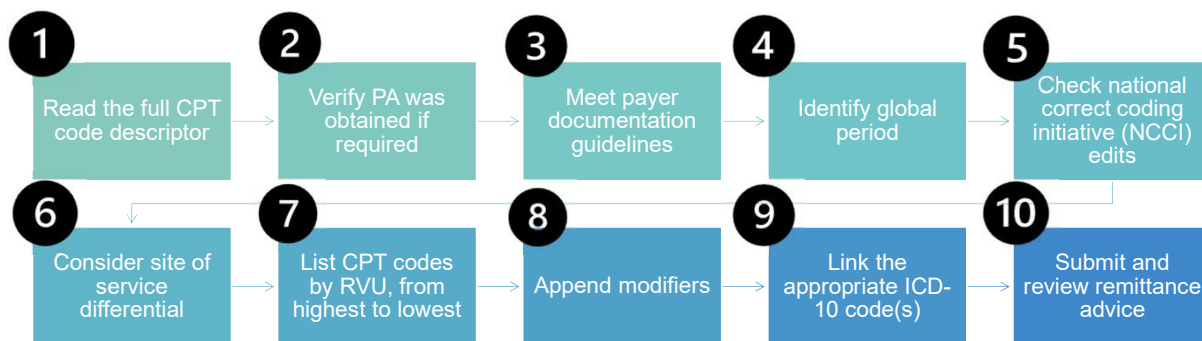 1
Read the full CPT
code descriptor
2
Verify PA was
obtained if
required
3
Meet payer
documentation
guidelines
4
Identify global
period
5
Check national
correct coding
initiative (NCCI)
edits
6
Consider site of
service
differential
7
List CPT codes
by RVU, from
highest to lowest
8
Append modifiers
9
Link the
appropriate ICD-
10 code(s)
10
Submit and
review remittance
advice